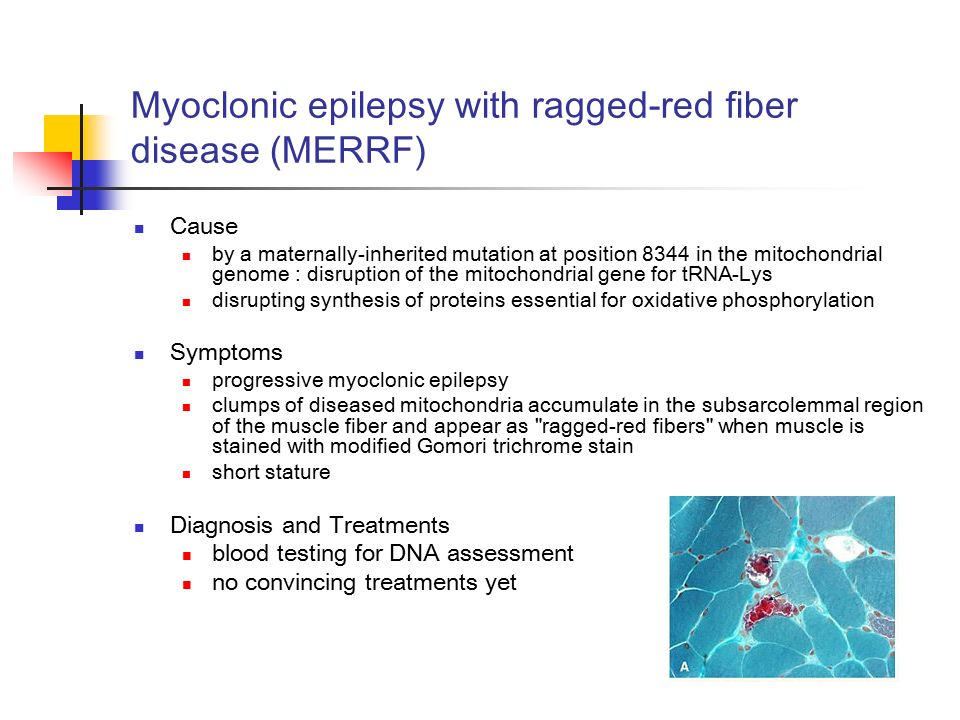 Myoclonic epilepsy with ragged-red fiber
disease (MERRF)
Cause
by a maternally-inherited mutation at position 8344 in the mitochondrial
genome : disruption of the mitochondrial gene for tRNA-Lys
disrupting synthesis of proteins essential for oxidative phosphorylation
Symptoms
progressive myoclonic epilepsy
clumps of diseased mitochondria accumulate in the subsarcolemmal region
of the muscle fiber and appear as "ragged-red fibers" when muscle is
stained with modified Gomori trichrome stain
short stature
Diagnosis and Treatments
blood testing for DNA assessment
no convincing treatments yet
A